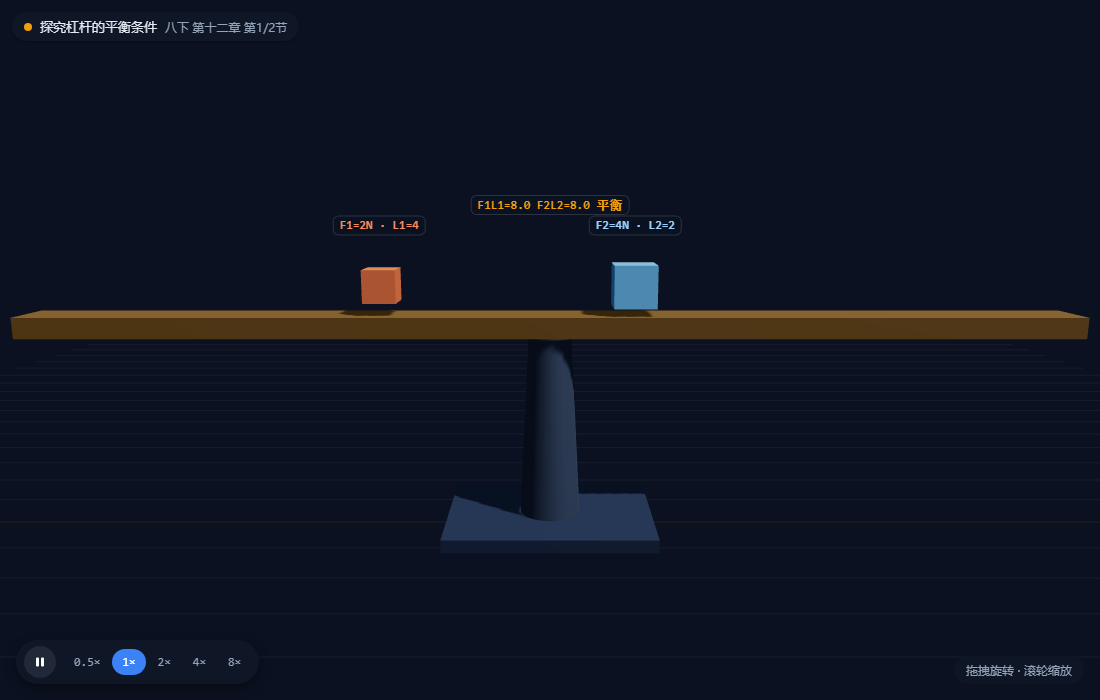 探究杠杆的平衡条件 八下 第十二章 第1/2节
F1L1=8.0 F2L2=8.0 平衡
F1=2N · L1=4
F2=4N · L2=2
0.5× 1× 2× 4× 8×
拖拽旋转 · 滚轮缩放